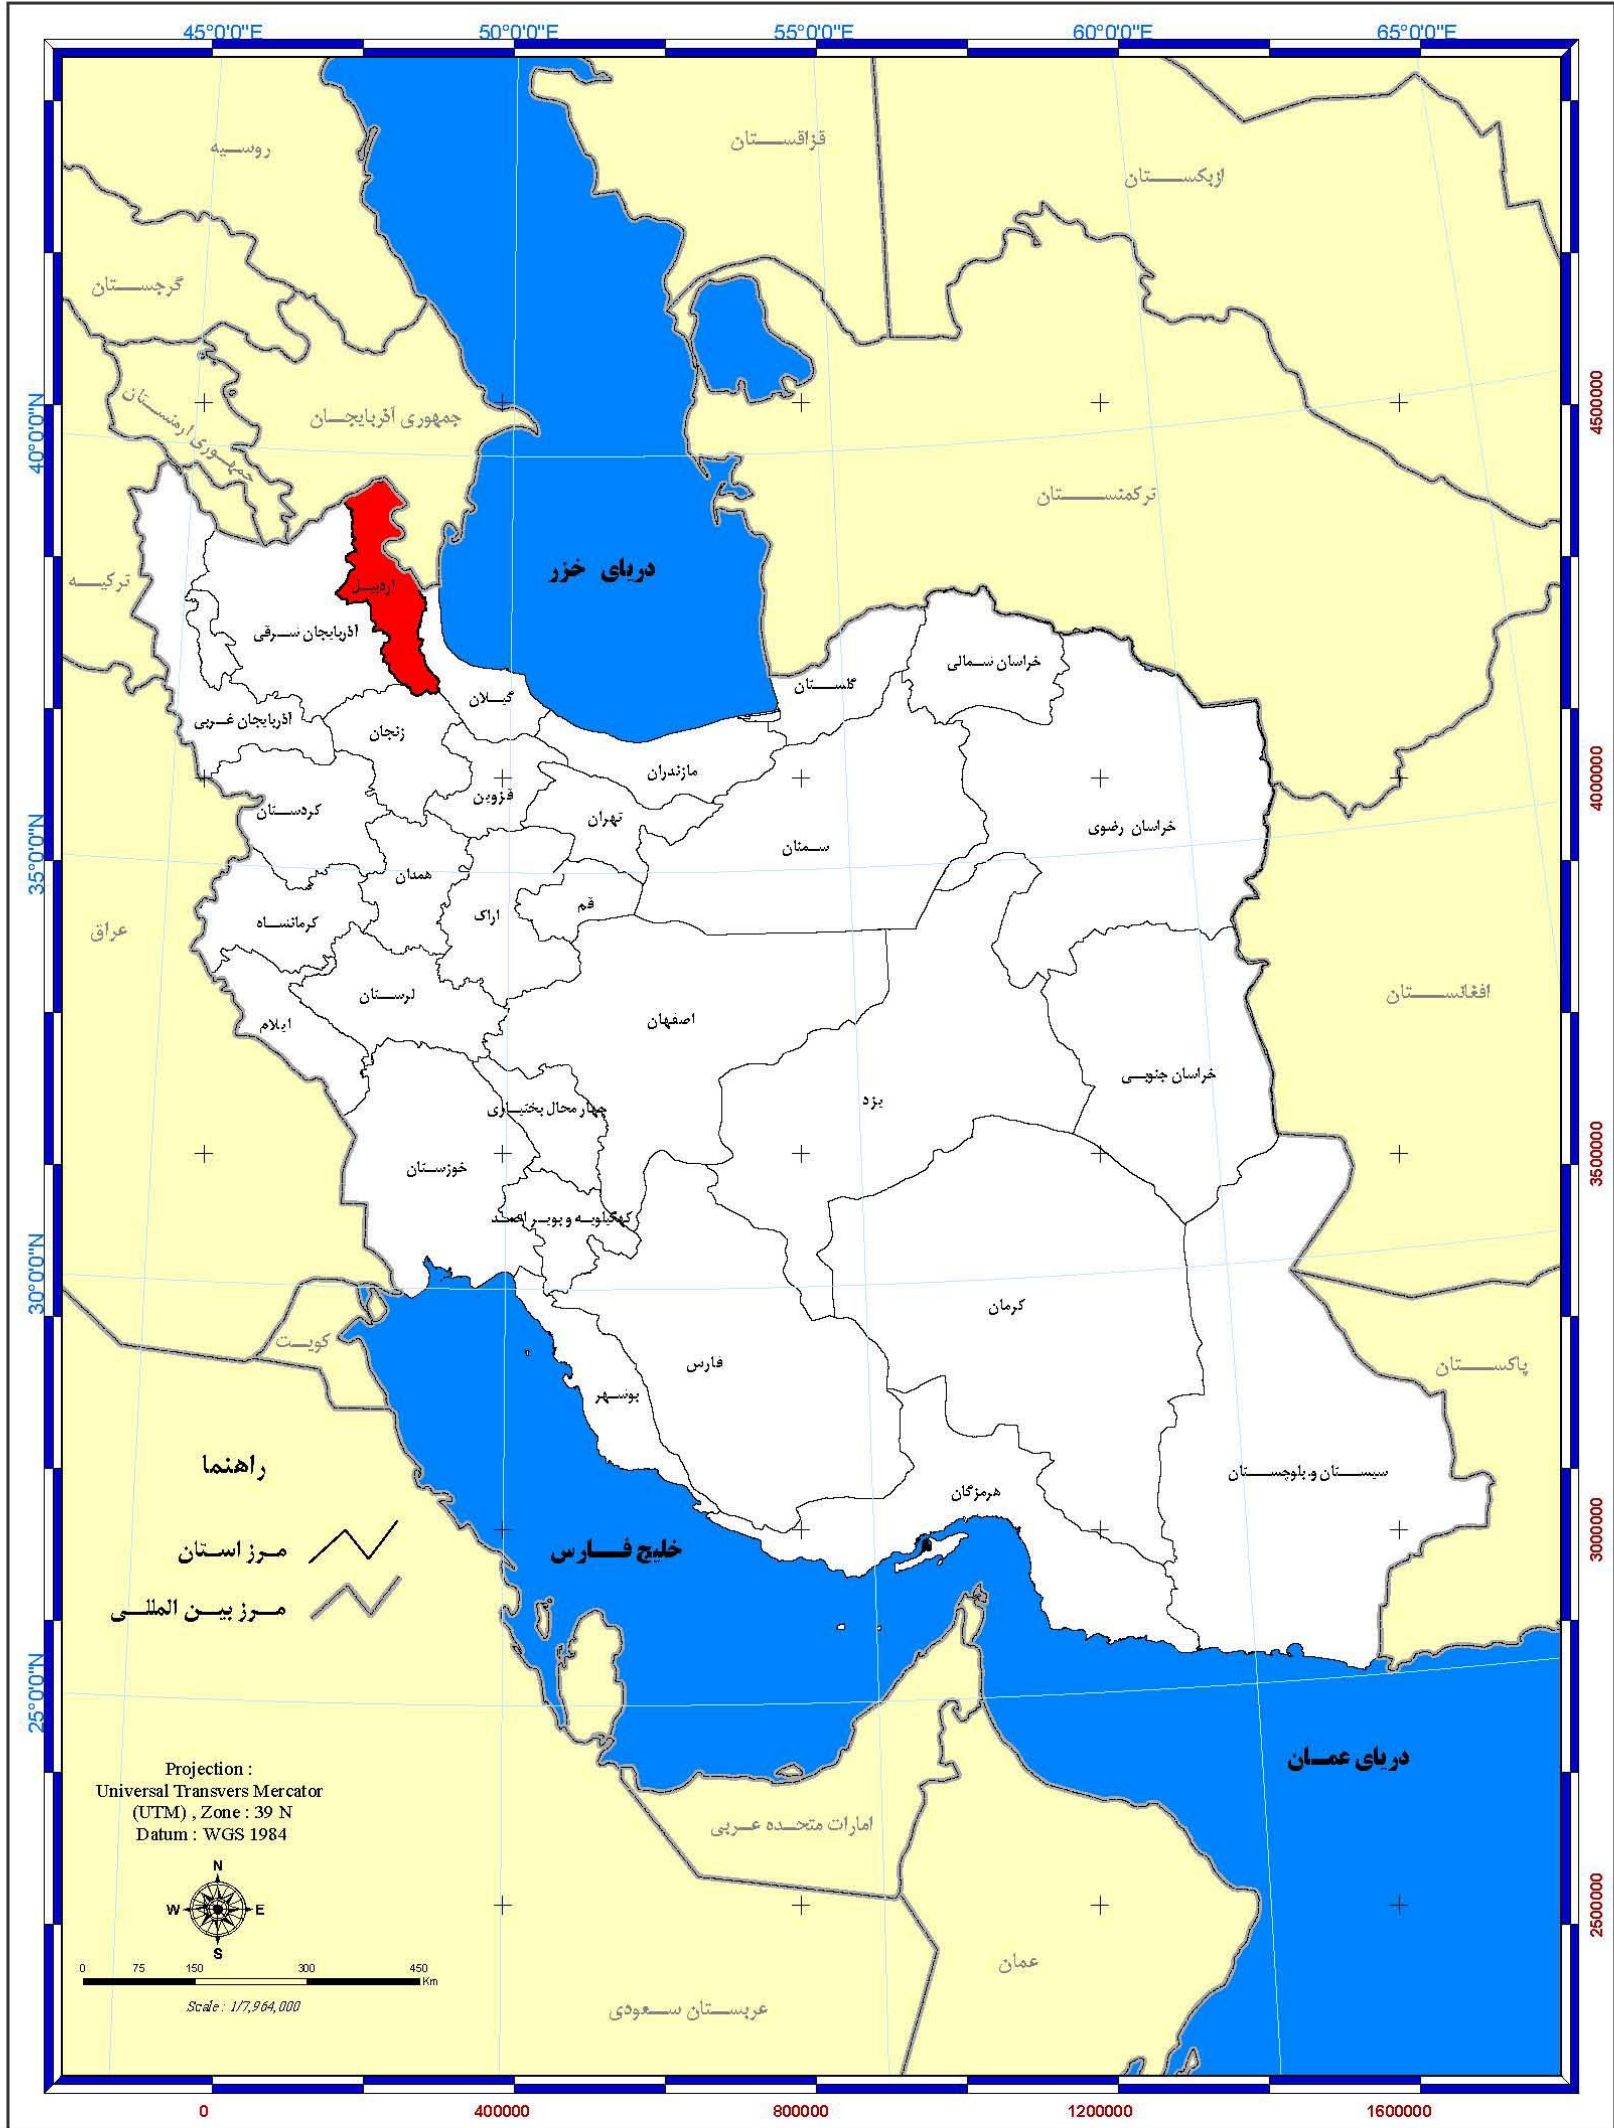 45°0'0"E 50°0'0"E 55°0'0"E 60°0'0"E 65°0'0"E
روسیه
قزاقستان
ازبکستان
گرجستان
جمهوری ارمنستان
جمهوری آذربایجان
ترکمنستان
ترکیه
دریای خزر
اردبیل
آذربایجان شرقی
آذربایجان غربی
گیلان
زنجان
گلستان
خراسان شمالی
مازندران
قزوین
تهران
کردستان
سمنان
خراسان رضوی
همدان
اراک
قم
کرمانشاه
عراق
لرستان
ایلام
اصفهان
افغانستان
یزد
خراسان جنوبی
چهار محال بختیاری
خوزستان
کهگیلویه و بویر احمد
کرمان
کویت
فارس
پاکستان
بوشهر
سیستان و بلوچستان
هرمزگان
راهنما
مرز استان
مرز بین المللی
خلیج فارس
دریای عمان
امارات متحده عربی
عمان
عربستان سعودی
40°0'0"N
35°0'0"N
30°0'0"N
25°0'0"N
4500000
4000000
3500000
3000000
2500000
Projection :
Universal Transvers Mercator
(UTM) , Zone : 39 N
Datum : WGS 1984
N
W E
S
0 75 150 300 450
Km
Scale : 1/7,964,000
0 400000 800000 1200000 1600000